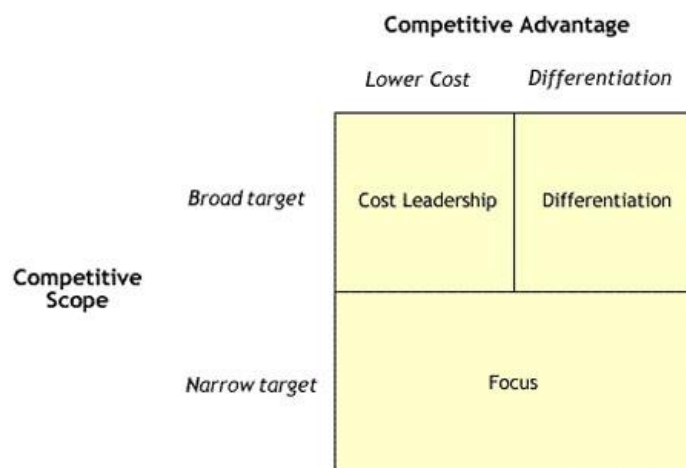 Competitive Advantage
Lower Cost Differentiation
Broad target Cost Leadership Differentiation
Competitive
Scope
Narrow target Focus